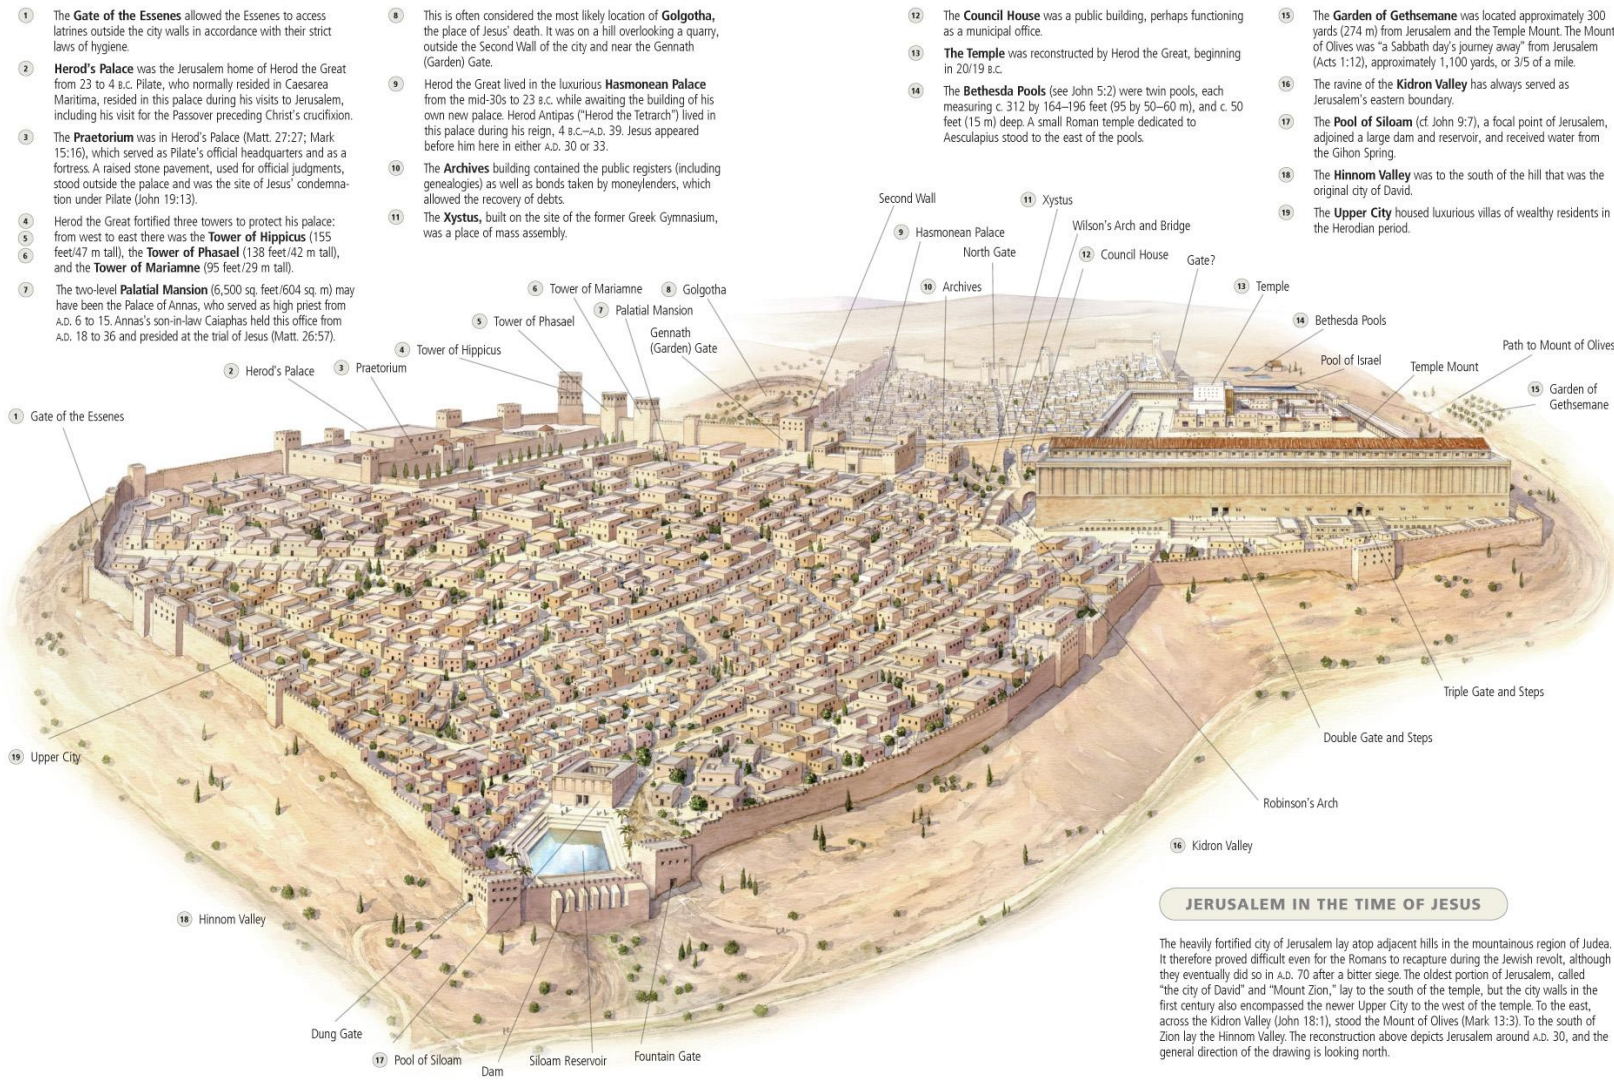 1 The Gate of the Essenes allowed the Essenes to access
latrines outside the city walls in accordance with their strict
laws of hygiene.
2 Herod's Palace was the Jerusalem home of Herod the Great
from 23 to 4 B.C. Pilate, who normally resided in Caesarea
Maritima, resided in this palace during his visits to Jerusalem,
including his visit for the Passover preceding Christ's crucifixion.
3 The Praetorium was in Herod's Palace (Matt. 27:27; Mark
15:16), which served as Pilate's official headquarters and as a
fortress. A raised stone pavement, used for official judgments,
stood outside the palace and was the site of Jesus' condemna-
tion under Pilate (John 19:13).
4 Herod the Great fortified three towers to protect his palace:
5 from west to east there was the Tower of Hippicus (155
6 feet/47 m tall), the Tower of Phasael (138 feet/42 m tall),
and the Tower of Mariamne (95 feet/29 m tall).
7 The two-level Palatial Mansion (6,500 sq. feet/604 sq. m) may
have been the Palace of Annas, who served as high priest from
A.D. 6 to 15. Annas's son-in-law Caiaphas held this office from
A.D. 18 to 36 and presided at the trial of Jesus (Matt. 26:57).
8 This is often considered the most likely location of Golgotha,
the place of Jesus' death. It was on a hill overlooking a quarry,
outside the Second Wall of the city and near the Gennath
(Garden) Gate.
9 Herod the Great lived in the luxurious Hasmonean Palace
from the mid-30s to 23 B.C. while awaiting the building of his
own new palace. Herod Antipas ("Herod the Tetrarch") lived in
this palace during his reign, 4 B.C.–A.D. 39. Jesus appeared
before him here in either A.D. 30 or 33.
10 The Archives building contained the public registers (including
genealogies) as well as bonds taken by moneylenders, which
allowed the recovery of debts.
11 The Xystus, built on the site of the former Greek Gymnasium,
was a place of mass assembly.
12 The Council House was a public building, perhaps functioning
as a municipal office.
13 The Temple was reconstructed by Herod the Great, beginning
in 20/19 B.C.
14 The Bethesda Pools (see John 5:2) were twin pools, each
measuring c. 312 by 164–196 feet (95 by 50–60 m), and c. 50
feet (15 m) deep. A small Roman temple dedicated to
Aesculapius stood to the east of the pools.
15 The Garden of Gethsemane was located approximately 300
yards (274 m) from Jerusalem and the Temple Mount. The Mount
of Olives was "a Sabbath day's journey away" from Jerusalem
(Acts 1:12), approximately 1,100 yards, or 3/5 of a mile.
16 The ravine of the Kidron Valley has always served as
Jerusalem's eastern boundary.
17 The Pool of Siloam (cf. John 9:7), a focal point of Jerusalem,
adjoined a large dam and reservoir, and received water from
the Gihon Spring.
18 The Hinnom Valley was to the south of the hill that was the
original city of David.
19 The Upper City housed luxurious villas of wealthy residents in
the Herodian period.
Second Wall
11 Xystus
9 Hasmonean Palace
Wilson's Arch and Bridge
North Gate
12 Council House
Gate?
6 Tower of Mariamne
8 Golgotha
10 Archives
13 Temple
7 Palatial Mansion
5 Tower of Phasael
14 Bethesda Pools
Gennath
(Garden) Gate
4 Tower of Hippicus
Path to Mount of Olives
Pool of Israel
Temple Mount
2 Herod's Palace
3 Praetorium
15 Garden of
Gethsemane
1 Gate of the Essenes
Triple Gate and Steps
Double Gate and Steps
19 Upper City
Robinson's Arch
16 Kidron Valley
18 Hinnom Valley
Dung Gate
17 Pool of Siloam
Dam
Siloam Reservoir
Fountain Gate
JERUSALEM IN THE TIME OF JESUS
The heavily fortified city of Jerusalem lay atop adjacent hills in the mountainous region of Judea.
It therefore proved difficult even for the Romans to recapture during the Jewish revolt, although
they eventually did so in A.D. 70 after a bitter siege. The oldest portion of Jerusalem, called
"the city of David" and "Mount Zion," lay to the south of the temple, but the city walls in the
first century also encompassed the newer Upper City to the west of the temple. To the east,
across the Kidron Valley (John 18:1), stood the Mount of Olives (Mark 13:3). To the south of
Zion lay the Hinnom Valley. The reconstruction above depicts Jerusalem around A.D. 30, and the
general direction of the drawing is looking north.